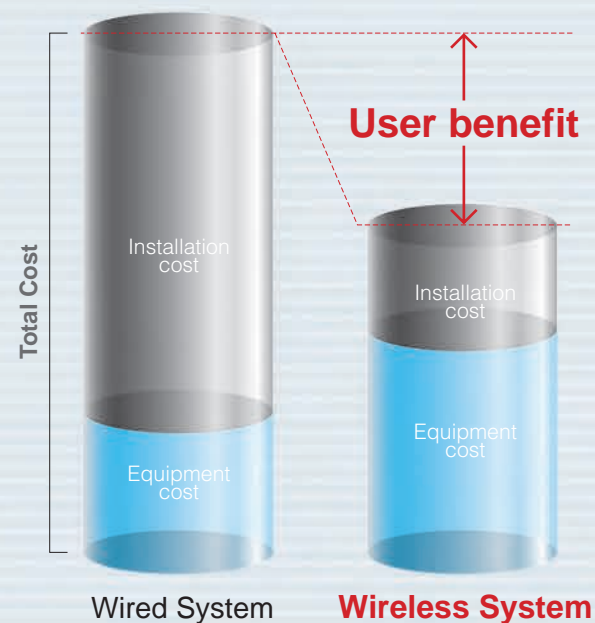 User benefit
Total Cost
Installation
cost
Equipment
cost
Installation
cost
Equipment
cost
Wired System
Wireless System